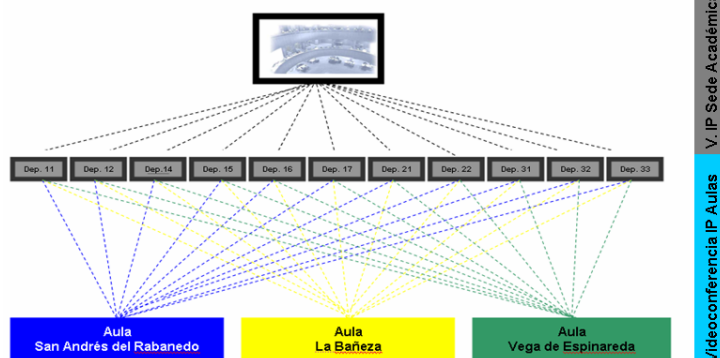 Dep. 11
Dep. 12
Dep.14
Dep. 15
Dep. 16
Dep. 17
Dep. 21
Dep. 22
Dep. 31
Dep. 32
Dep. 33
Aula
San Andrés del Rabanedo
Aula
La Bañeza
Aula
Vega de Espinareda
V. IP Sede Académica
Videoconferencia IP Aulas